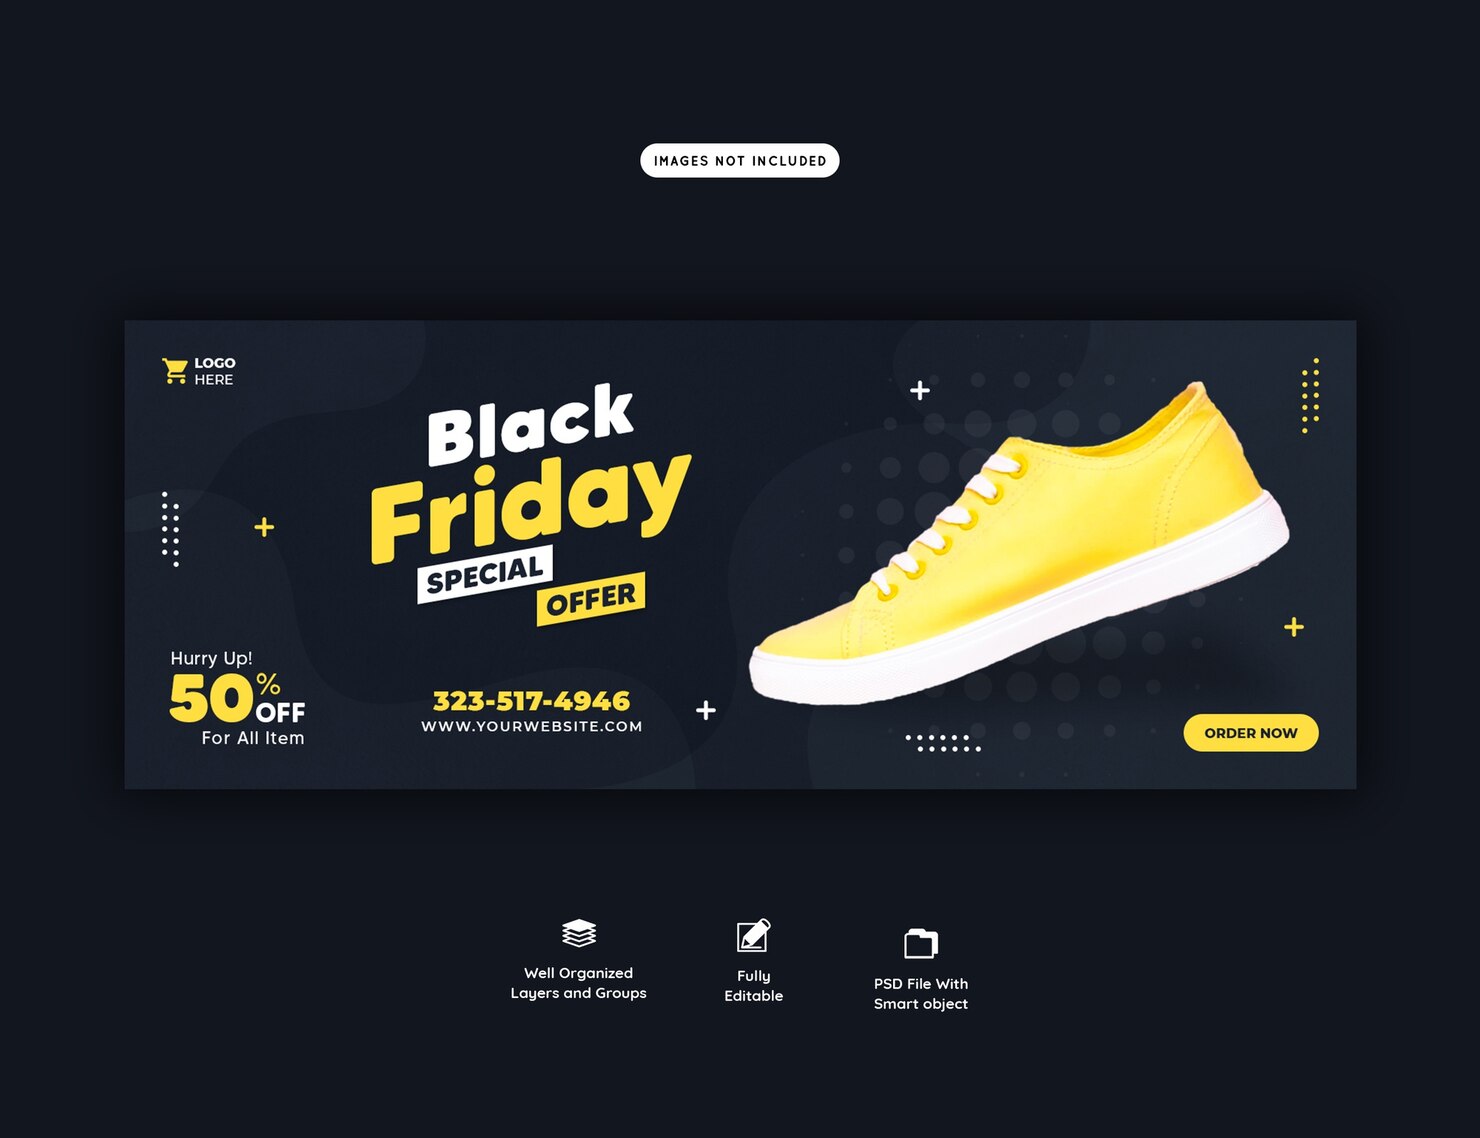 IMAGES NOT INCLUDED
LOGO
HERE
Black
Friday
SPECIAL
OFFER
Hurry Up!
50%
OFF
For All Item
323-517-4946
WWW.YOURWEBSITE.COM
ORDER NOW
Well Organized
Layers and Groups
Fully
Editable
PSD File With
Smart object